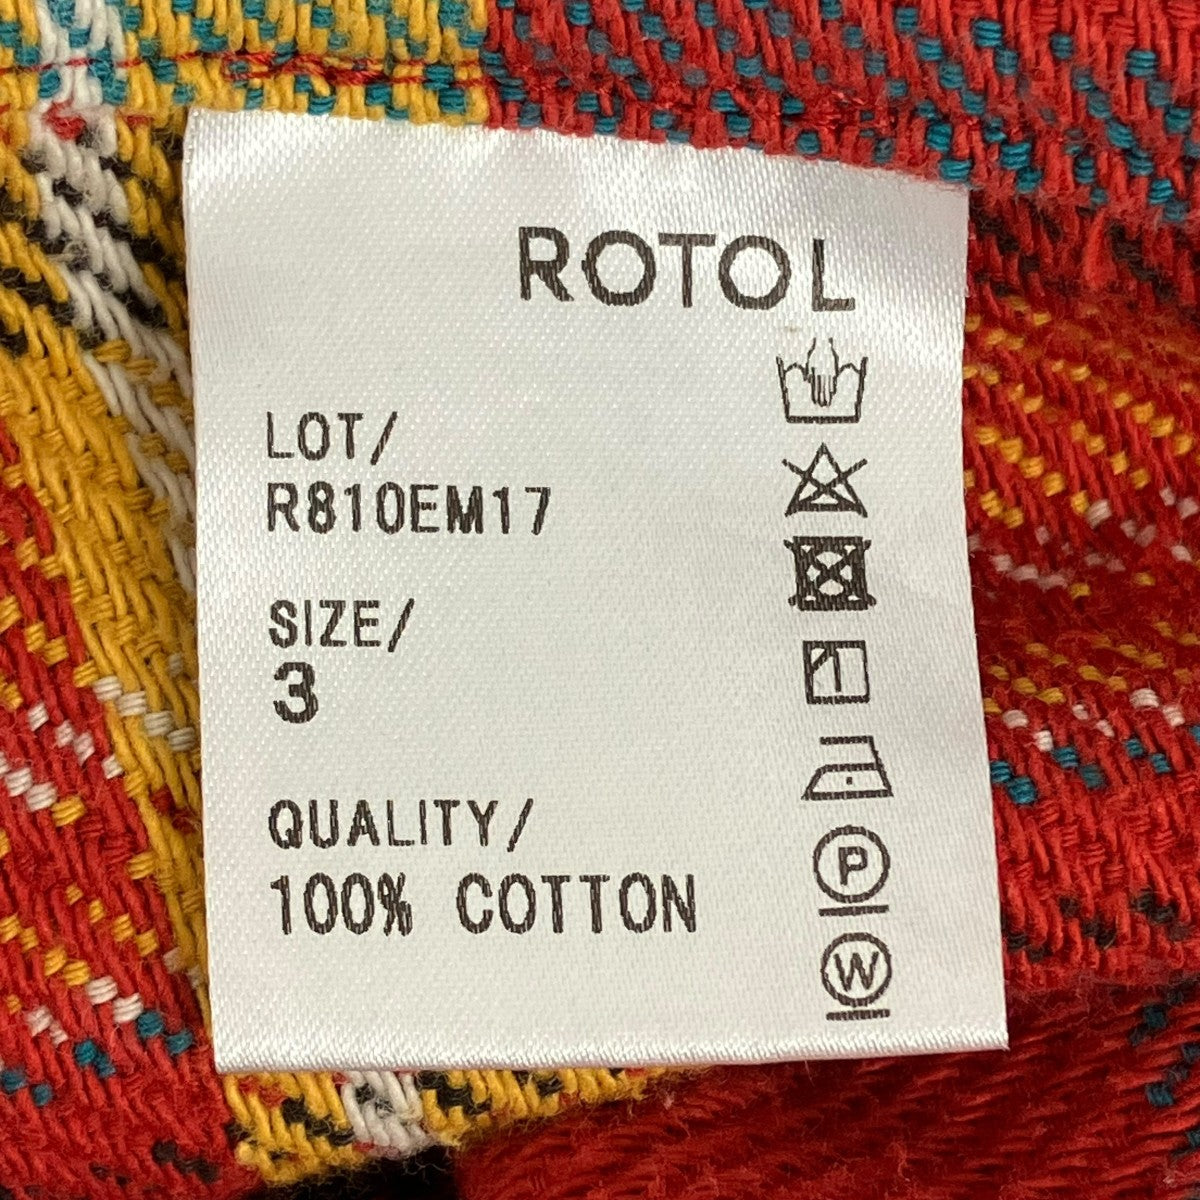 ROTOL
LOT/
R810EM17
SIZE/
3
QUALITY/
100% COTTON
P
W